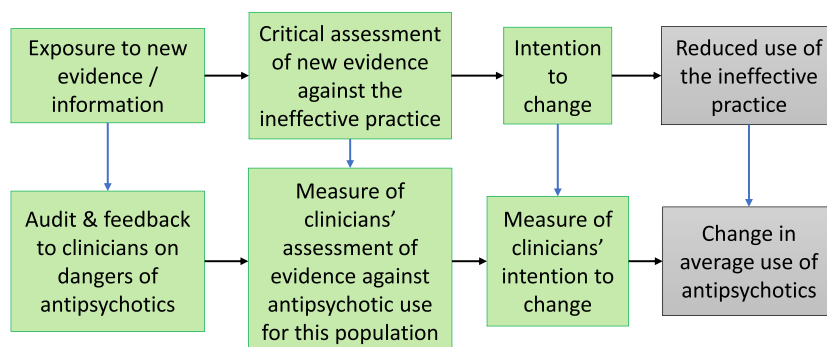 Exposure to new
evidence /
information
Critical assessment
of new evidence
against the
ineffective practice
Intention
to
change
Reduced use of
the ineffective
practice
Audit & feedback
to clinicians on
dangers of
antipsychotics
Measure of
clinicians’
assessment of
evidence against
antipsychotic use
for this population
Measure of
clinicians’
intention to
change
Change in
average use of
antipsychotics